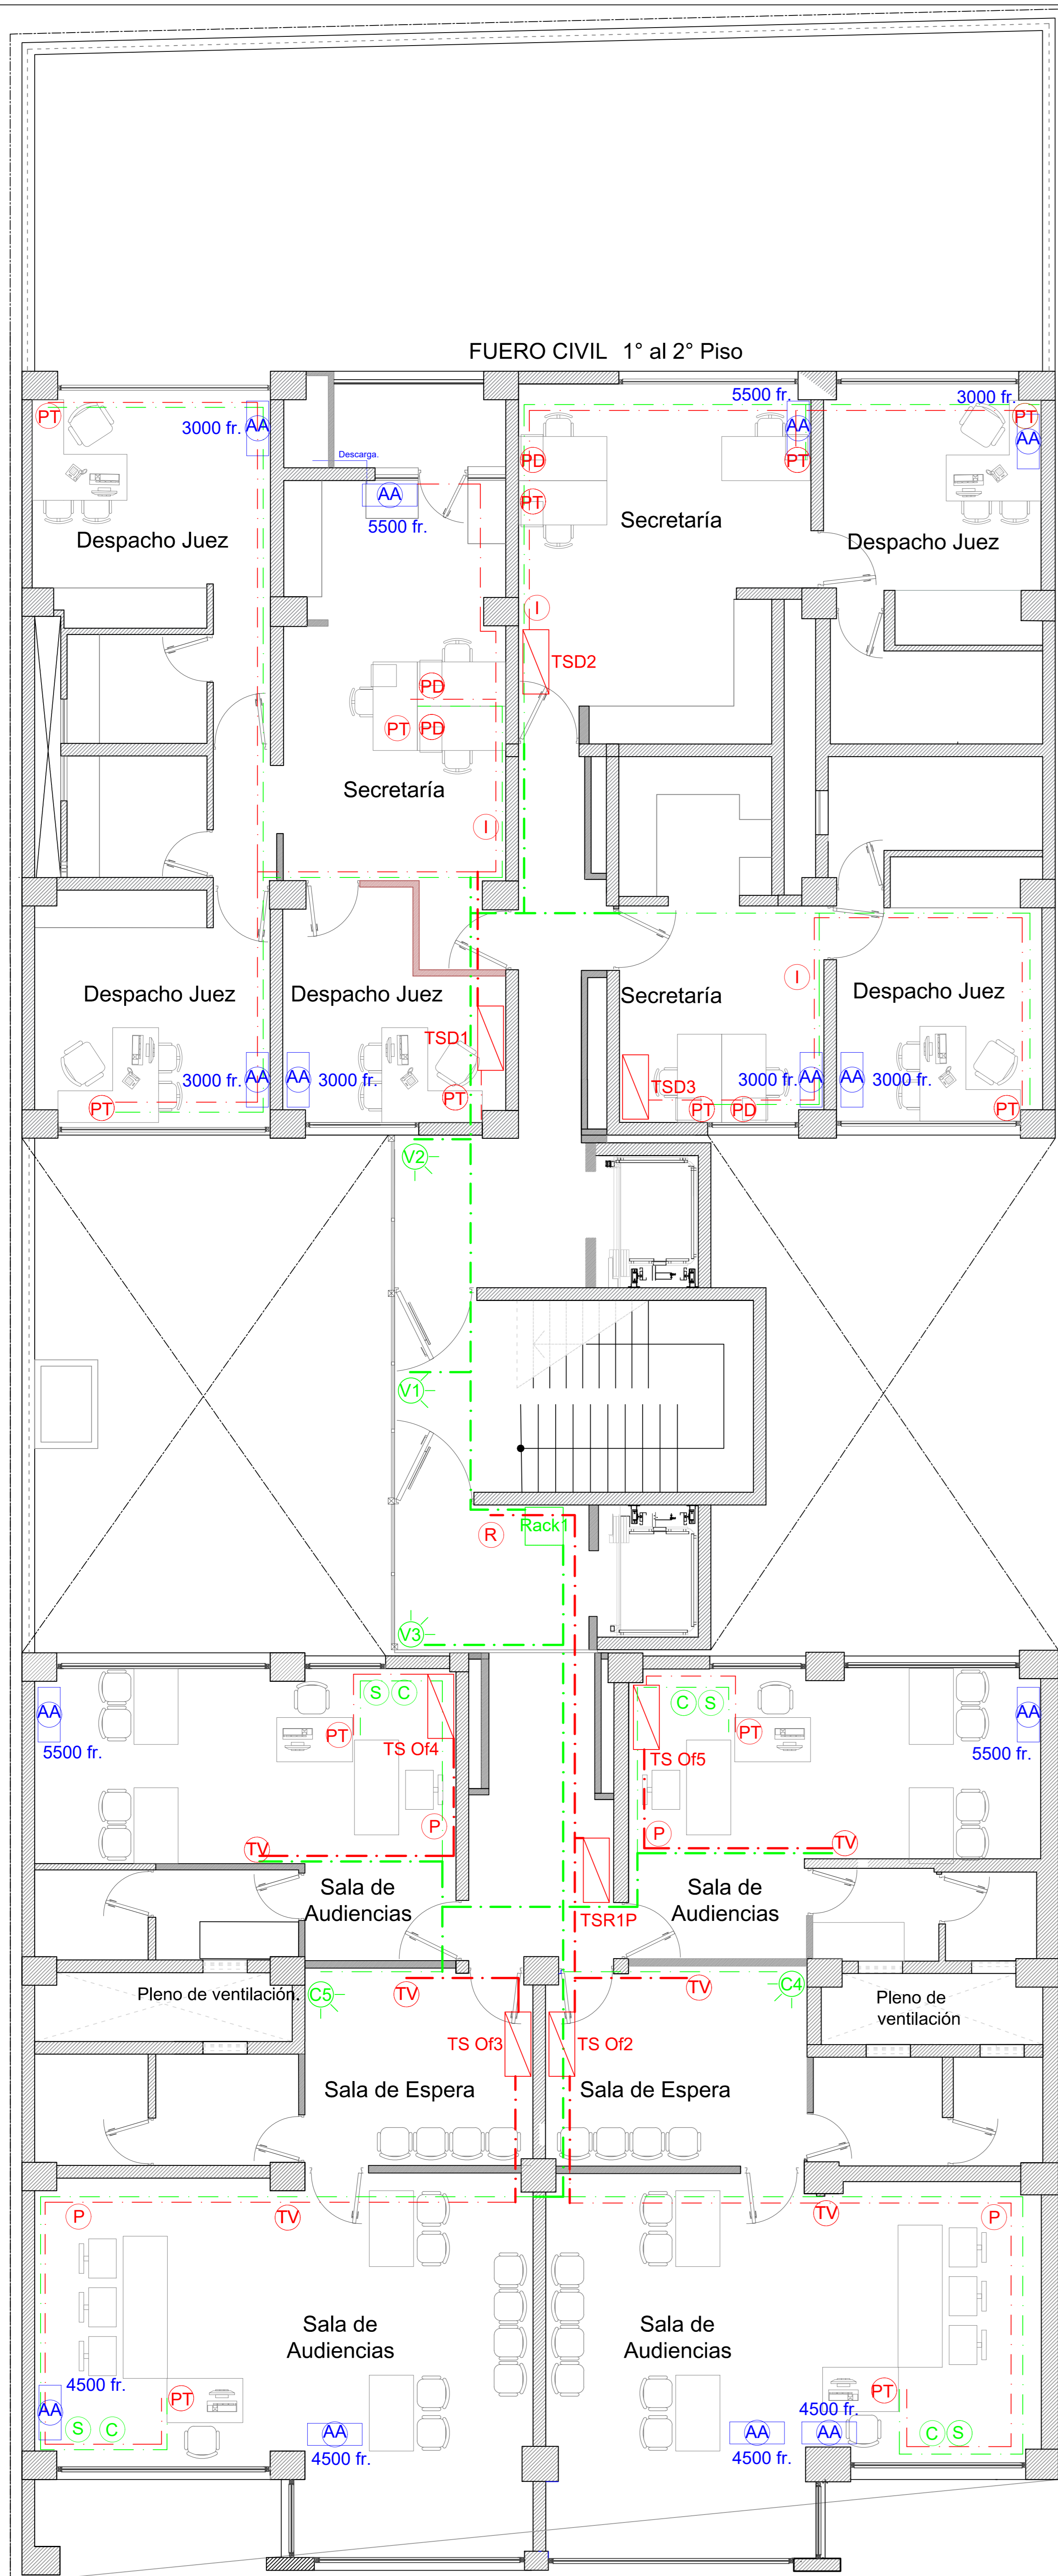 FUERO CIVIL 1° al 2° Piso
5500 fr.
3000 fr.
PT
3000 fr.
AA
AA
PT
AA
Descarga.
PD
PT
AA
5500 fr.
PT
Secretaría
Despacho Juez
Despacho Juez
I
TSD2
PD
PT
PD
Secretaría
I
Despacho Juez
Despacho Juez
Secretaría
I
Despacho Juez
TSD1
3000 fr.
AA
AA
3000 fr.
TSD3
3000 fr.
AA
AA
3000 fr.
PT
PT
PT
PD
PT
V2
V1
R
Rack1
V3
S
C
C
S
AA
AA
PT
TS Of4
PT
5500 fr.
TS Of5
5500 fr.
P
P
TV
TV
Sala de
Audiencias
Sala de
Audiencias
TSR1P
Pleno de ventilación.
C5
TV
TV
C4
Pleno de
ventilación
TS Of3
TS Of2
Sala de Espera
Sala de Espera
P
TV
TV
P
Sala de
Audiencias
Sala de
Audiencias
4500 fr.
PT
PT
AA
4500 fr.
S
C
AA
AA
AA
C
S
4500 fr.
4500 fr.